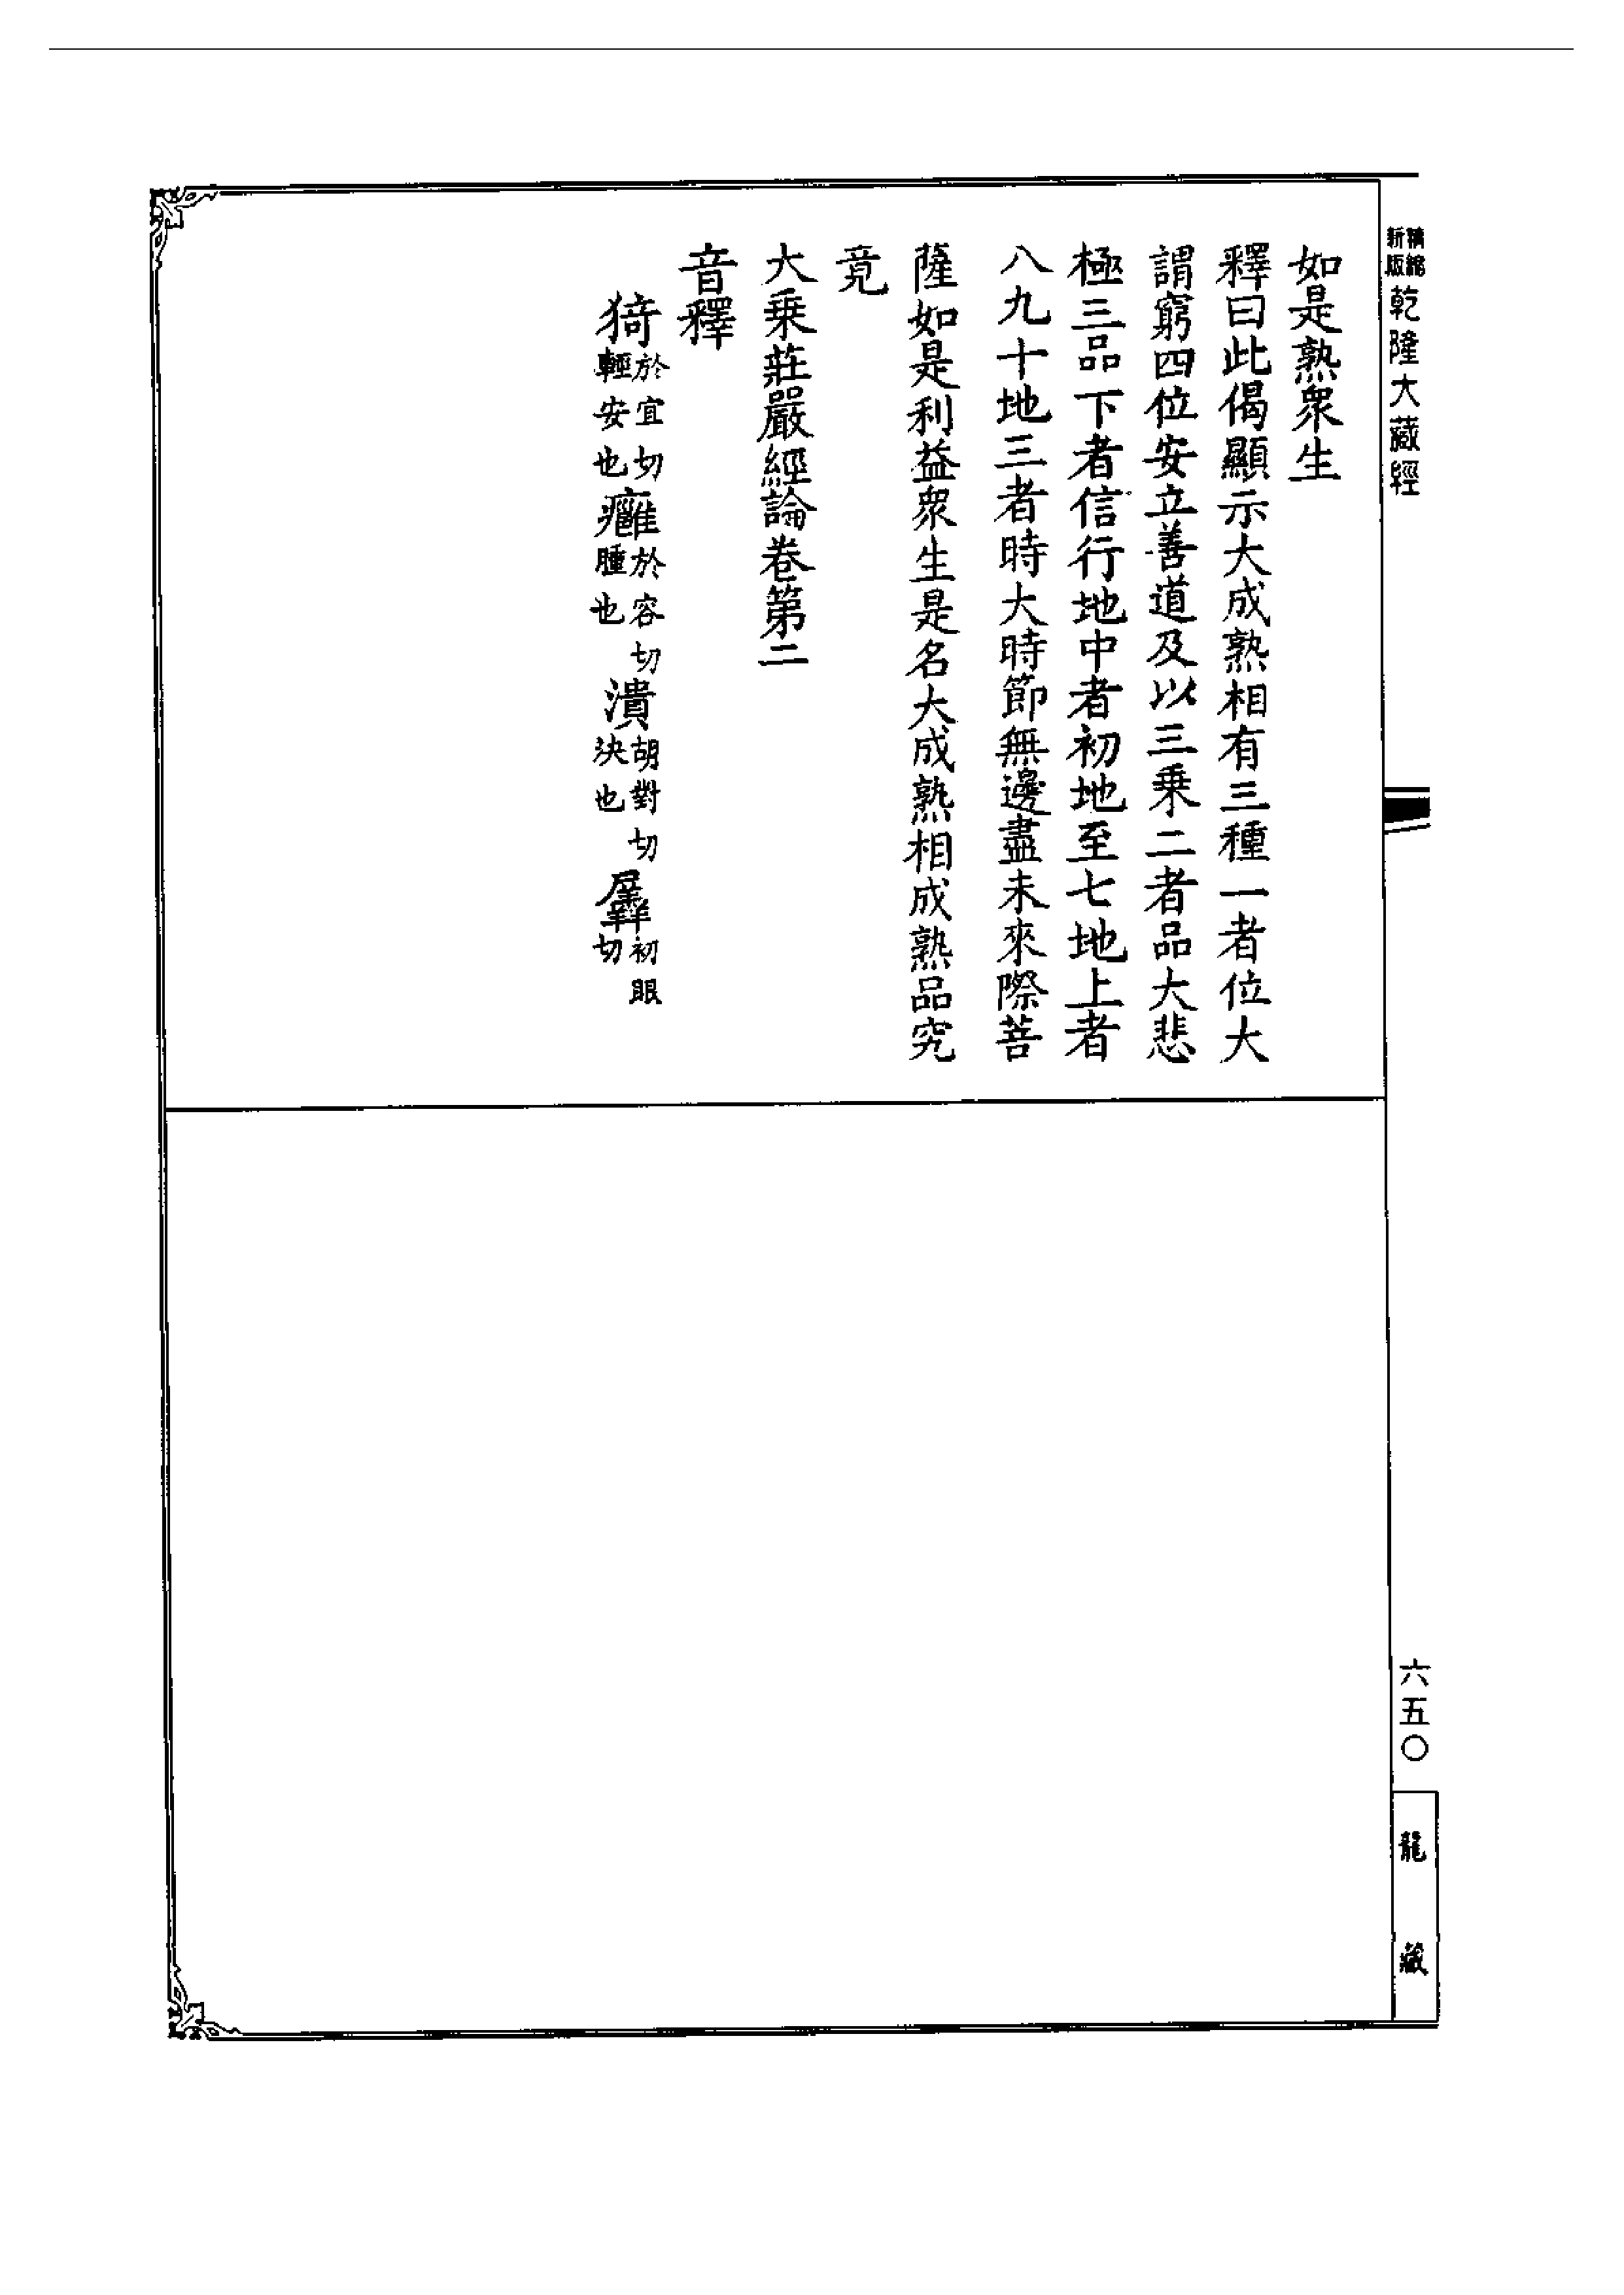 精縮新版乾隆大藏經
如是熟衆生
釋曰此偈顯示大成熟相有三種一者位大
謂窮四位安立善道及以三乗二者品大悲
極三品下者信行地中者初地至七地上者
八九十地三者時大時節無邊盡未來際菩
薩如是利益衆生是名大成熟相成熟品究
竟
大乗莊嚴經論卷第二
音釋
猗於宜切輕安也癰於容切腫也潰胡對切決也羼初眼切
六五〇
龍藏